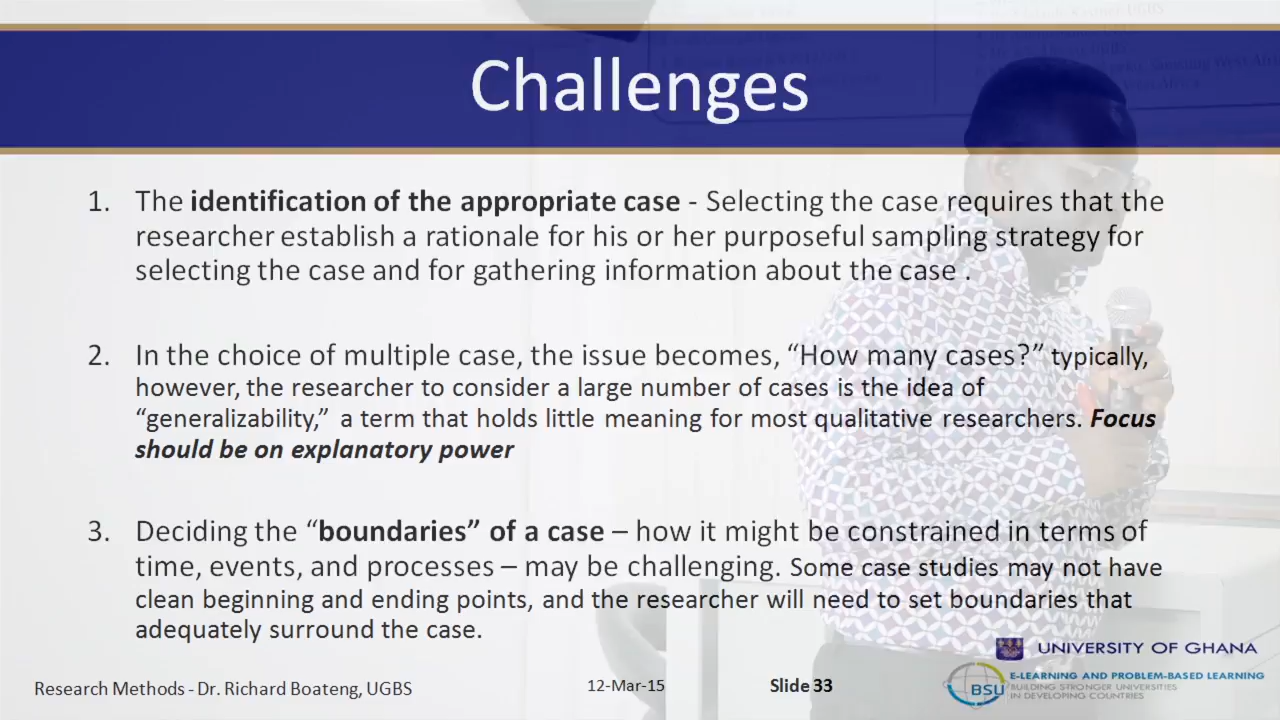 UGBS
Samsung West Afri
Challenges
1. The identification of the appropriate case - Selecting the case requires that the
researcher establish a rationale for his or her purposeful sampling strategy for
selecting the case and for gathering information about the case .
2. In the choice of multiple case, the issue becomes, “How many cases?” typically,
however, the researcher to consider a large number of cases is the idea of
“generalizability,” a term that holds little meaning for most qualitative researchers. Focus
should be on explanatory power
3. Deciding the “boundaries” of a case – how it might be constrained in terms of
time, events, and processes – may be challenging. Some case studies may not have
clean beginning and ending points, and the researcher will need to set boundaries that
adequately surround the case.
UNIVERSITY OF GHANA
BSU
E-LEARNING AND PROBLEM-BASED LEARNING
BUILDING STRONGER UNIVERSITIES
IN DEVELOPING COUNTRIES
Research Methods - Dr. Richard Boateng, UGBS
12-Mar-15
Slide 33